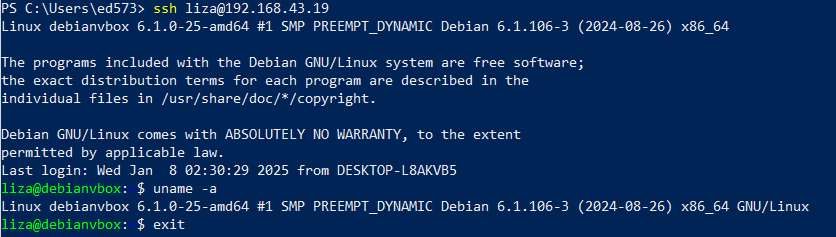 PS C:\Users\ed573> ssh liza@192.168.43.19
Linux debianvbox 6.1.0-25-amd64 #1 SMP PREEMPT_DYNAMIC Debian 6.1.106-3 (2024-08-26) x86_64
The programs included with the Debian GNU/Linux system are free software;
the exact distribution terms for each program are described in the
individual files in /usr/share/doc/*/copyright.
Debian GNU/Linux comes with ABSOLUTELY NO WARRANTY, to the extent
permitted by applicable law.
Last login: Wed Jan  8 02:30:29 2025 from DESKTOP-L8AKVB5
liza@debianvbox: $ uname -a
Linux debianvbox 6.1.0-25-amd64 #1 SMP PREEMPT_DYNAMIC Debian 6.1.106-3 (2024-08-26) x86_64 GNU/Linux
liza@debianvbox: $ exit